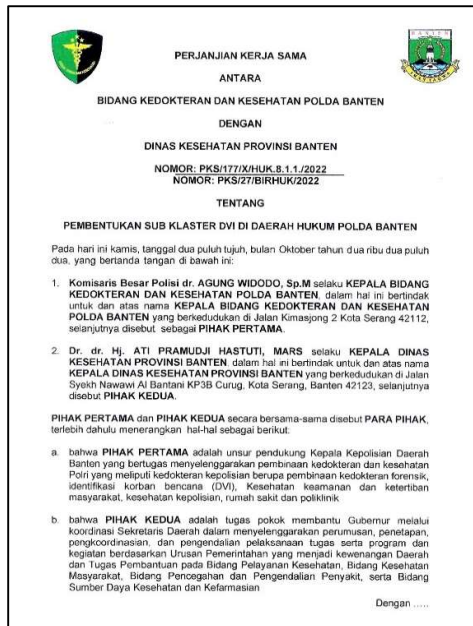 BANTEN
PERJANJIAN KERJA SAMA
ANTARA
BIDANG KEDOKTERAN DAN KESEHATAN POLDA BANTEN
DENGAN
DINAS KESEHATAN PROVINSI BANTEN
NOMOR: PKS/177/X/HUK.8.1.1./2022
NOMOR: PKS/27/BIRHUK/2022
TENTANG
PEMBENTUKAN SUB KLASTER DVI DI DAERAH HUKUM POLDA BANTEN
Pada hari ini kamis, tanggal dua puluh tujuh, bulan Oktober tahun dua ribu dua puluh
dua, yang bertanda tangan di bawah ini:
1. Komisaris Besar Polisi dr. AGUNG WIDODO, Sp.M selaku KEPALA BIDANG
KEDOKTERAN DAN KESEHATAN POLDA BANTEN, dalam hal ini bertindak
untuk dan atas nama KEPALA BIDANG KEDOKTERAN DAN KESEHATAN
POLDA BANTEN yang berkedudukan di Jalan Kimasjong 2 Kota Serang 42112,
selanjutnya disebut sebagai PIHAK PERTAMA.
2. Dr. dr. Hj. ATI PRAMUDJI HASTUTI, MARS selaku KEPALA DINAS
KESEHATAN PROVINSI BANTEN, dalam hal ini bertindak untuk dan atas nama
KEPALA DINAS KESEHATAN PROVINSI BANTEN yang berkedudukan di Jalan
Syekh Nawawi Al Bantani KP3B Curug, Kota Serang, Banten 42123, selanjutnya
disebut PIHAK KEDUA.
PIHAK PERTAMA dan PIHAK KEDUA secara bersama-sama disebut PARA PIHAK,
terlebih dahulu menerangkan hal-hal sebagai berikut:
a. bahwa PIHAK PERTAMA adalah unsur pendukung Kepala Kepolisian Daerah
Banten yang bertugas menyelenggarakan pembinaan kedokteran dan kesehatan
Polri yang meliputi kedokteran kepolisian berupa pembinaan kedokteran forensik,
identifikasi korban bencana (DVI), Kesehatan keamanan dan ketertiban
masyarakat, kesehatan kepolisian, rumah sakit dan poliklinik
b. bahwa PIHAK KEDUA adalah tugas pokok membantu Gubernur melalui
koordinasi Sekretaris Daerah dalam menyelenggarakan perumusan, penetapan,
pengkoordinasian, dan pengendalian pelaksanaan tugas serta program dan
kegiatan berdasarkan Urusan Pemerintahan yang menjadi kewenangan Daerah
dan Tugas Pembantuan pada Bidang Pelayanan Kesehatan, Bidang Kesehatan
Masyarakat, Bidang Pencegahan dan Pengendalian Penyakit, serta Bidang
Sumber Daya Kesehatan dan Kefarmasian
Dengan .....